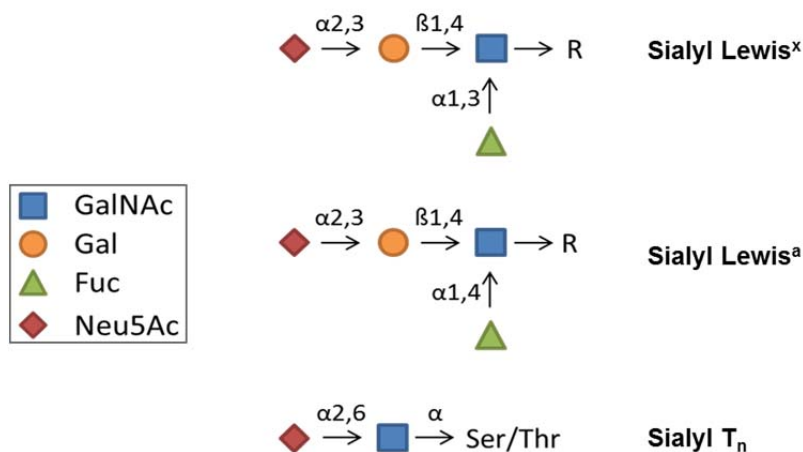 α2,3 ß1,4
R Sialyl Lewisˣ
α1,3
GalNAc
Gal
Fuc
Neu5Ac
α2,3 ß1,4
R Sialyl Lewisᵃ
α1,4
α2,6 α
Ser/Thr Sialyl Tₙ